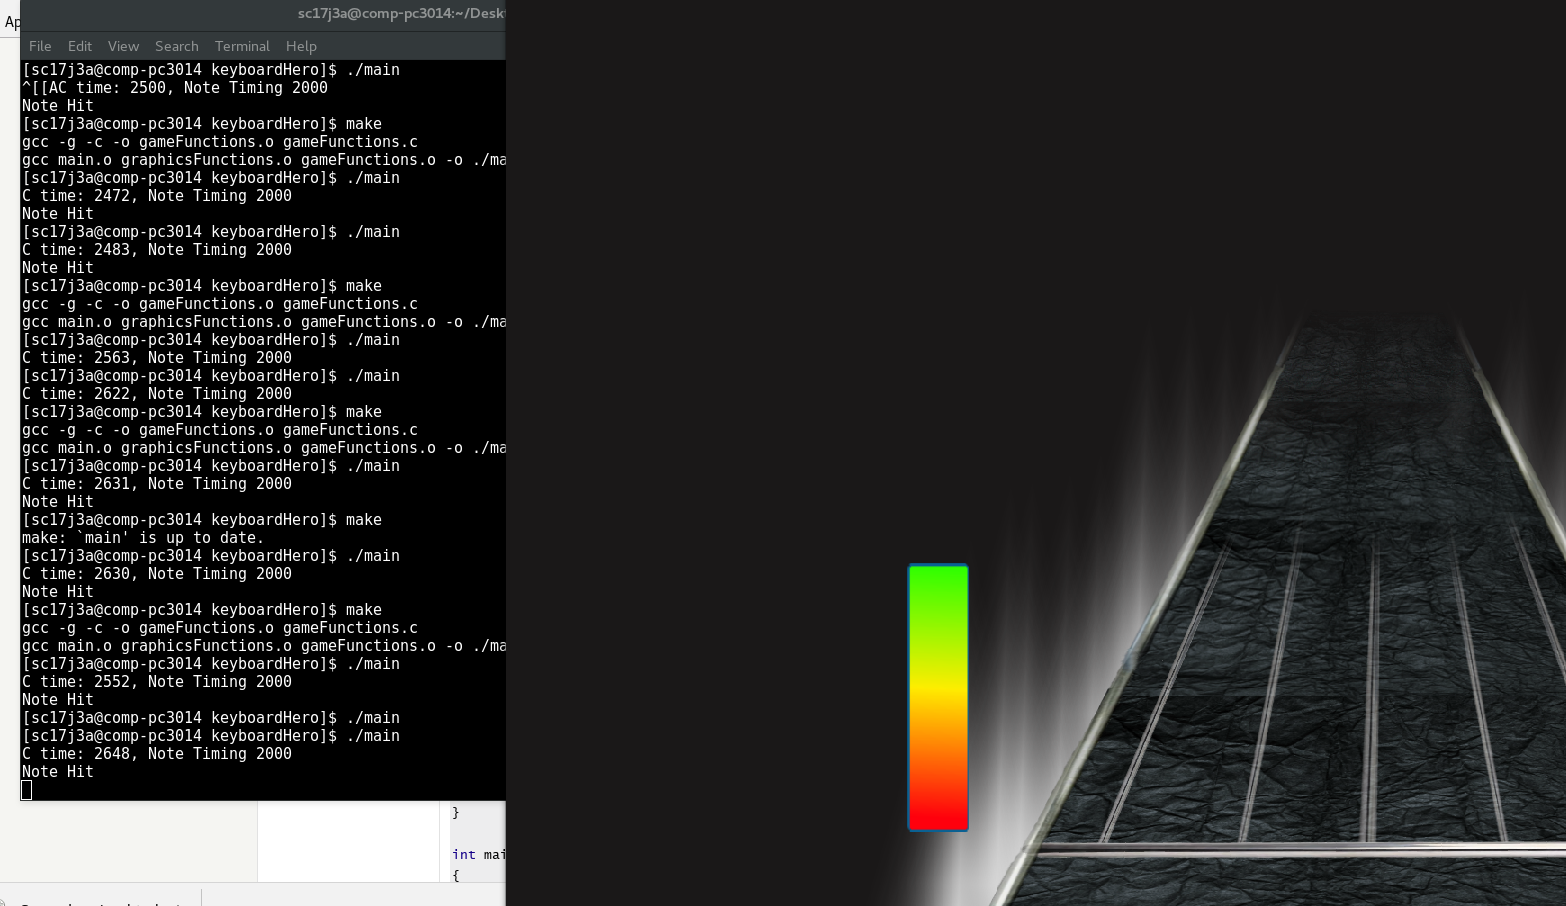 Ap
sc17j3a@comp-pc3014:~/Deskt
File Edit View Search Terminal Help
[sc17j3a@comp-pc3014 keyboardHero]$ ./main
^[[AC time: 2500, Note Timing 2000
Note Hit
[sc17j3a@comp-pc3014 keyboardHero]$ make
gcc -g -c -o gameFunctions.o gameFunctions.c
gcc main.o graphicsFunctions.o gameFunctions.o -o ./ma
[sc17j3a@comp-pc3014 keyboardHero]$ ./main
C time: 2472, Note Timing 2000
Note Hit
[sc17j3a@comp-pc3014 keyboardHero]$ ./main
C time: 2483, Note Timing 2000
Note Hit
[sc17j3a@comp-pc3014 keyboardHero]$ make
gcc -g -c -o gameFunctions.o gameFunctions.c
gcc main.o graphicsFunctions.o gameFunctions.o -o ./ma
[sc17j3a@comp-pc3014 keyboardHero]$ ./main
C time: 2563, Note Timing 2000
[sc17j3a@comp-pc3014 keyboardHero]$ ./main
C time: 2622, Note Timing 2000
[sc17j3a@comp-pc3014 keyboardHero]$ make
gcc -g -c -o gameFunctions.o gameFunctions.c
gcc main.o graphicsFunctions.o gameFunctions.o -o ./ma
[sc17j3a@comp-pc3014 keyboardHero]$ ./main
C time: 2631, Note Timing 2000
Note Hit
[sc17j3a@comp-pc3014 keyboardHero]$ make
make: `main' is up to date.
[sc17j3a@comp-pc3014 keyboardHero]$ ./main
C time: 2630, Note Timing 2000
Note Hit
[sc17j3a@comp-pc3014 keyboardHero]$ make
gcc -g -c -o gameFunctions.o gameFunctions.c
gcc main.o graphicsFunctions.o gameFunctions.o -o ./ma
[sc17j3a@comp-pc3014 keyboardHero]$ ./main
C time: 2552, Note Timing 2000
Note Hit
[sc17j3a@comp-pc3014 keyboardHero]$ ./main
[sc17j3a@comp-pc3014 keyboardHero]$ ./main
C time: 2648, Note Timing 2000
Note Hit
}
int mai
{